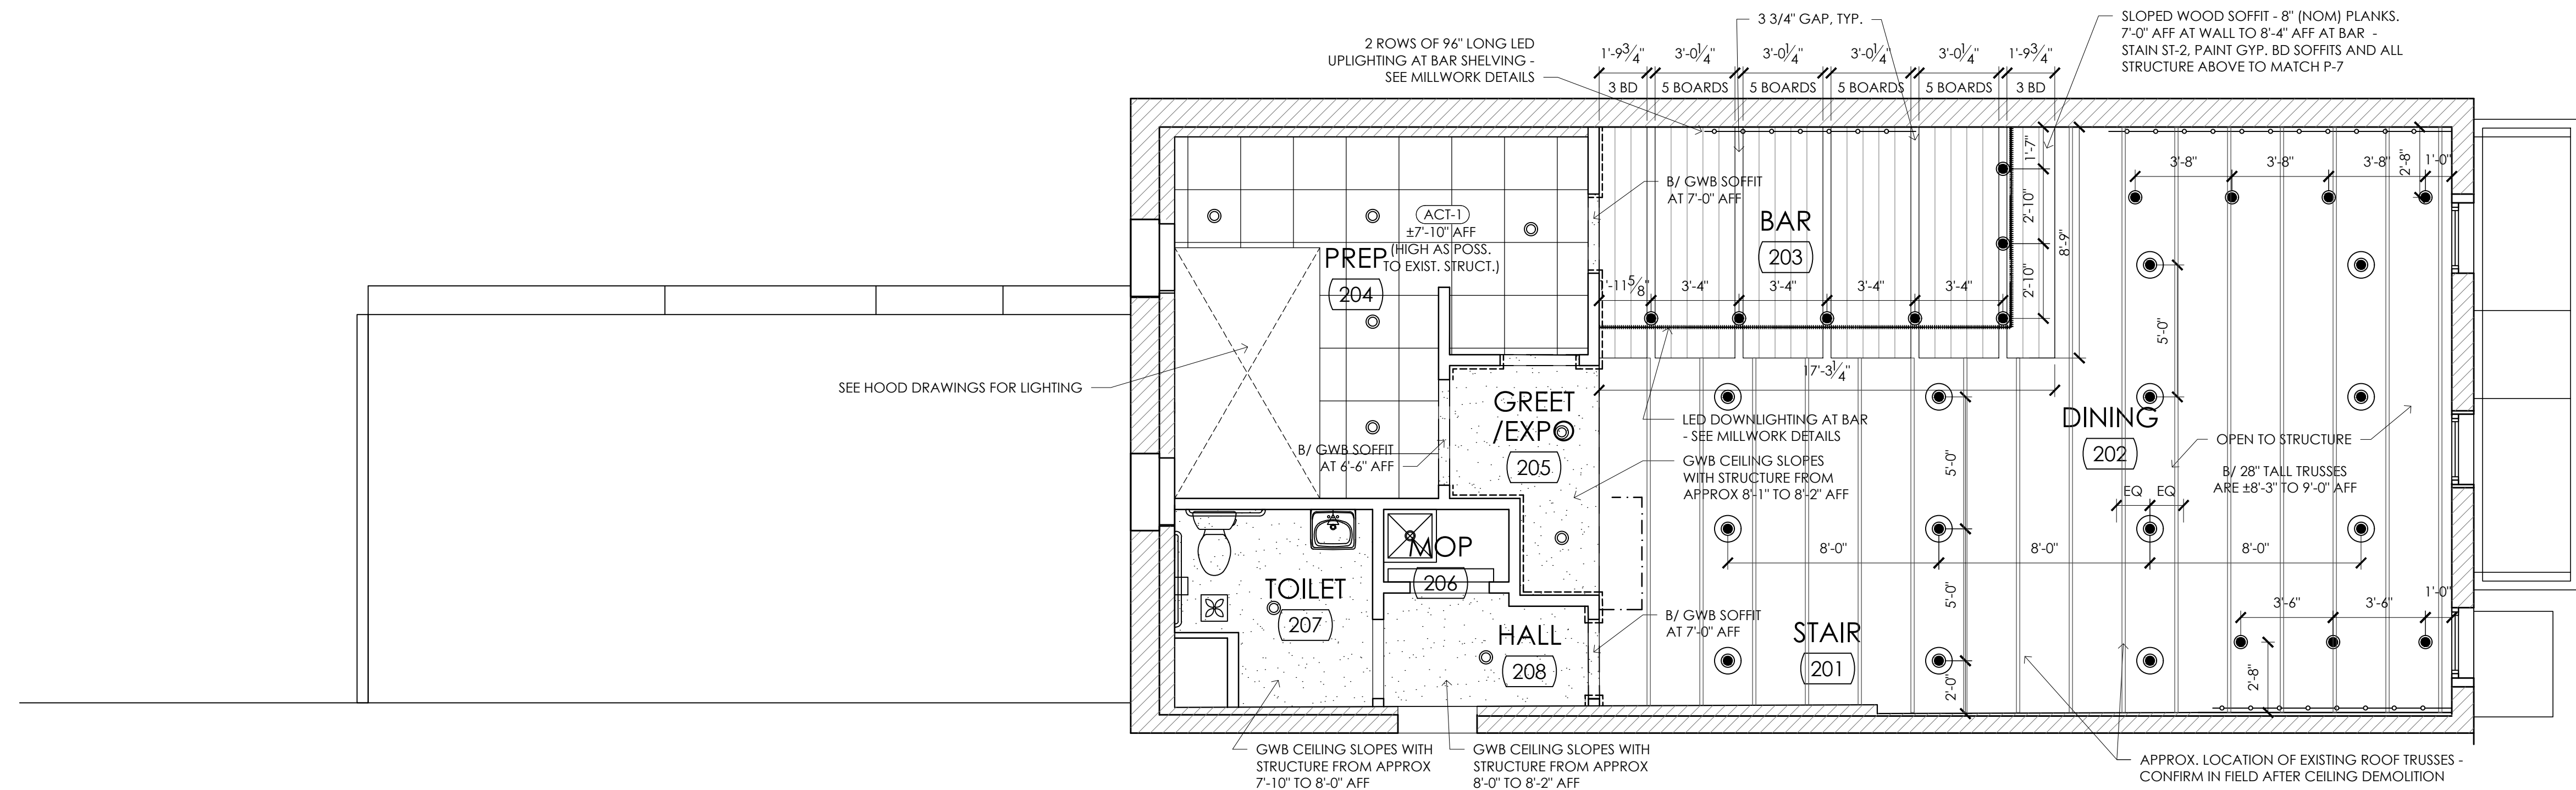 3 3/4" GAP, TYP.
2 ROWS OF 96" LONG LED
UPLIGHTING AT BAR SHELVING -
SEE MILLWORK DETAILS
SLOPED WOOD SOFFIT - 8" (NOM) PLANKS.
7'-0" AFF AT WALL TO 8'-4" AFF AT BAR -
STAIN ST-2, PAINT GYP. BD SOFFITS AND ALL
STRUCTURE ABOVE TO MATCH P-7
1'-9 3/4" 3'-0 1/4" 3'-0 1/4" 3'-0 1/4" 3'-0 1/4" 1'-9 3/4"
3 BD 5 BOARDS 5 BOARDS 5 BOARDS 5 BOARDS 3 BD
B/ GWB SOFFIT
AT 7'-0" AFF
ACT-1
±7'-10" AFF
(HIGH AS POSS.
TO EXIST. STRUCT.)
PREP
204
BAR
203
1'-7"
2'-10"
2'-10"
8'-9"
3'-8" 3'-8" 3'-8" 1'-0"
2'-8"
1'-11 5/8" 3'-4" 3'-4" 3'-4" 3'-4"
5'-0"
17'-3 1/4"
SEE HOOD DRAWINGS FOR LIGHTING
GREET
/EXPO
205
B/ GWB SOFFIT
AT 6'-6" AFF
LED DOWNLIGHTING AT BAR
- SEE MILLWORK DETAILS
GWB CEILING SLOPES
WITH STRUCTURE FROM
APPROX 8'-1" TO 8'-2" AFF
DINING
202
OPEN TO STRUCTURE
B/ 28" TALL TRUSSES
ARE ±8'-3" TO 9'-0" AFF
EQ EQ
5'-0"
8'-0" 8'-0" 8'-0"
5'-0"
2'-0"
MOP
206
TOILET
207
HALL
208
B/ GWB SOFFIT
AT 7'-0" AFF
STAIR
201
3'-6" 3'-6" 1'-0"
2'-8"
GWB CEILING SLOPES WITH
STRUCTURE FROM APPROX
7'-10" TO 8'-0" AFF
GWB CEILING SLOPES WITH
STRUCTURE FROM APPROX
8'-0" TO 8'-2" AFF
APPROX. LOCATION OF EXISTING ROOF TRUSSES -
CONFIRM IN FIELD AFTER CEILING DEMOLITION